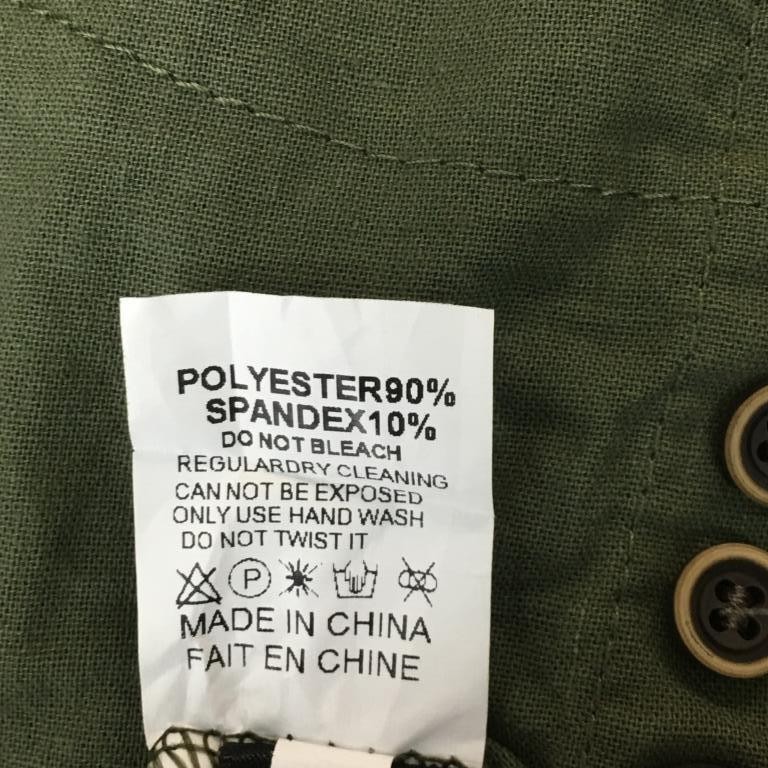 POLYESTER90%
SPANDEX10%
DO NOT BLEACH
REGULARDRY CLEANING
CAN NOT BE EXPOSED
ONLY USE HAND WASH
DO NOT TWIST IT
P
MADE IN CHINA
FAIT EN CHINE